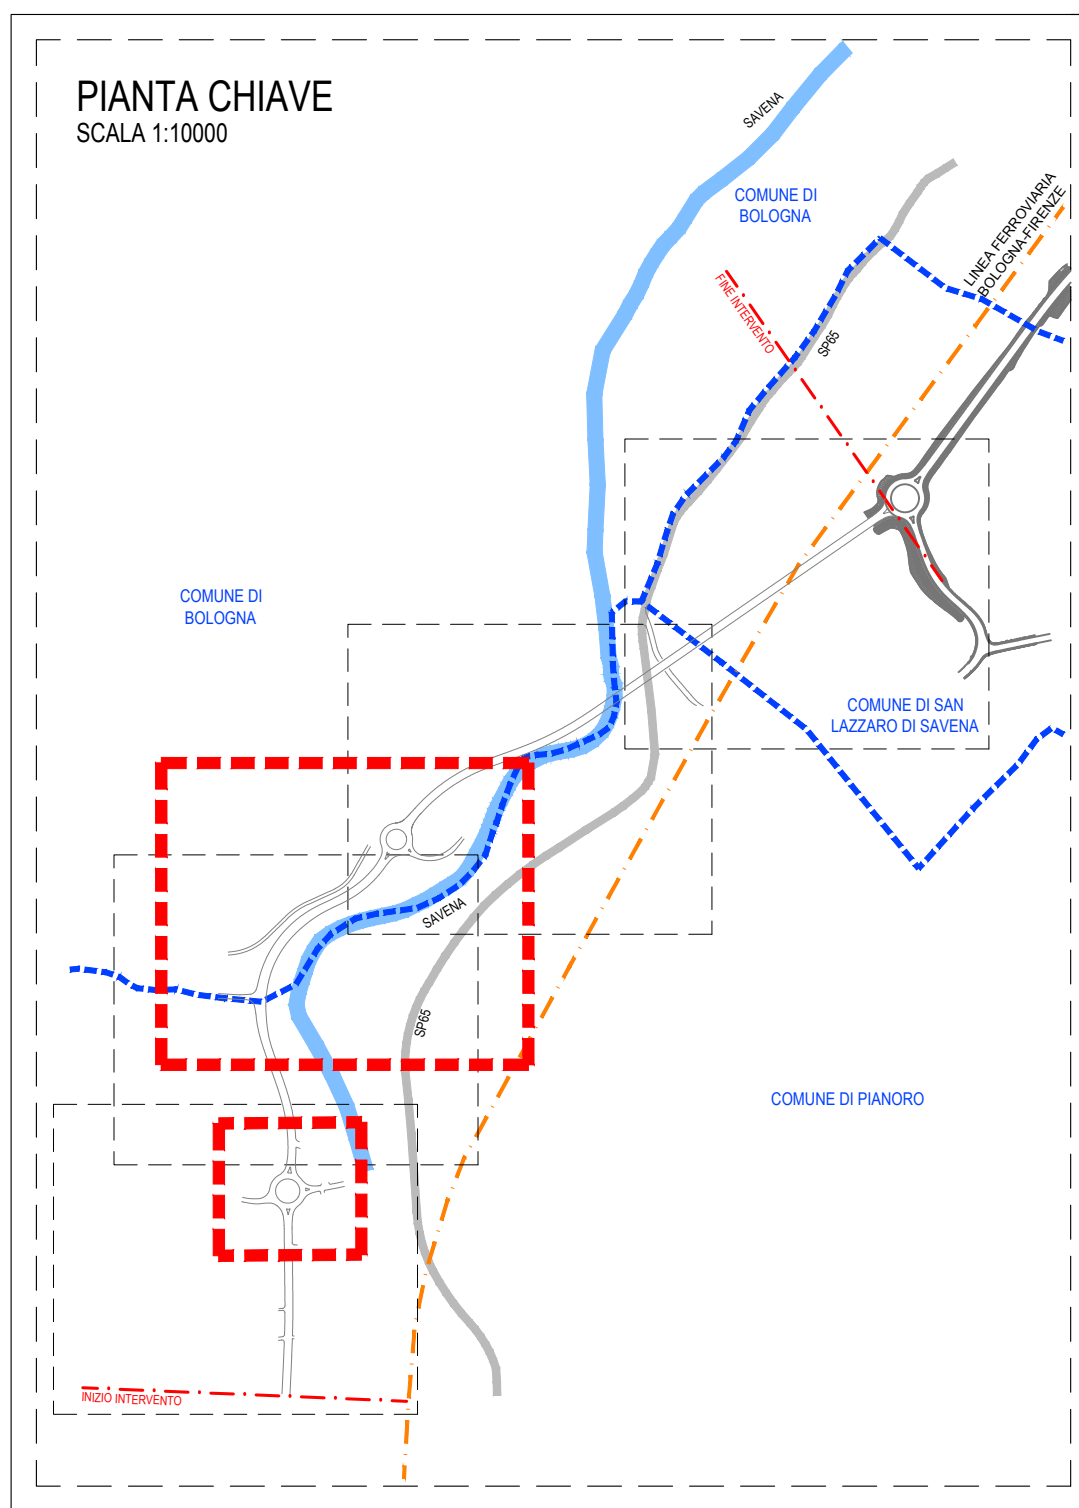 PIANTA CHIAVE
SCALA 1:10000
SAVENA
COMUNE DI
BOLOGNA
LINEA FERROVIARIA
BOLOGNA-FIRENZE
FINE INTERVENTO
SP65
COMUNE DI
BOLOGNA
COMUNE DI SAN
LAZZARO DI SAVENA
SAVENA
SP65
COMUNE DI PIANORO
INIZIO INTERVENTO